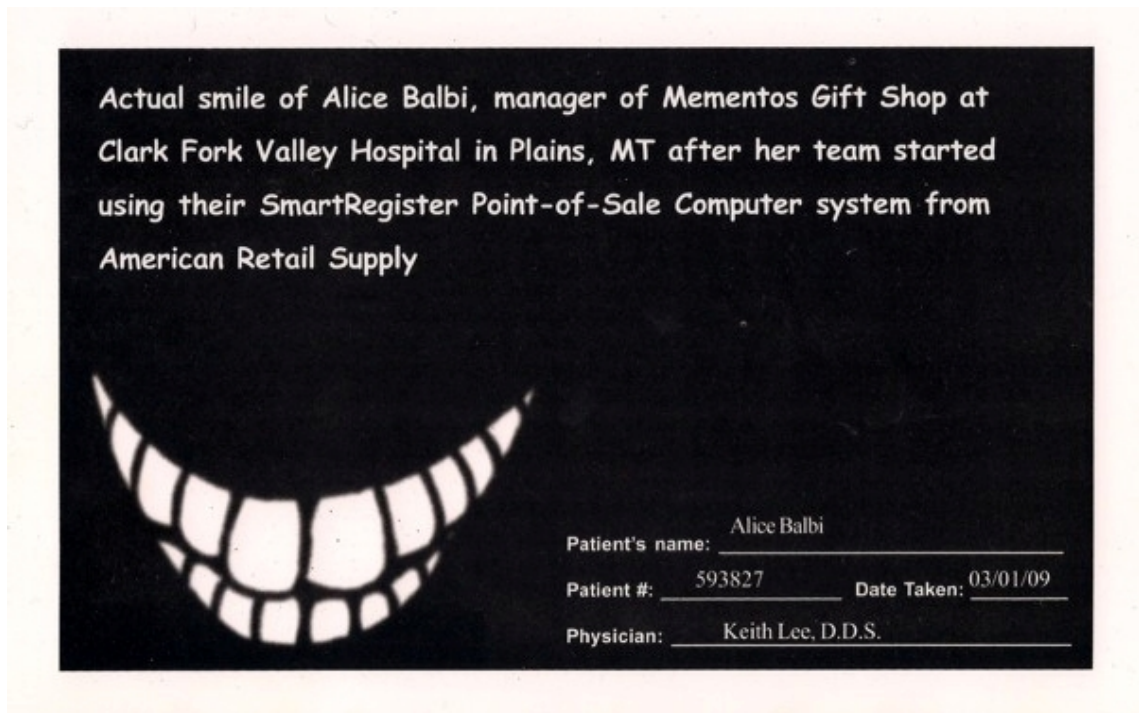 Actual smile of Alice Balbi, manager of Mementos Gift Shop at
Clark Fork Valley Hospital in Plains, MT after her team started
using their SmartRegister Point-of-Sale Computer system from
American Retail Supply
Patient's name: Alice Balbi
Patient #: 593827 Date Taken: 03/01/09
Physician: Keith Lee, D.D.S.